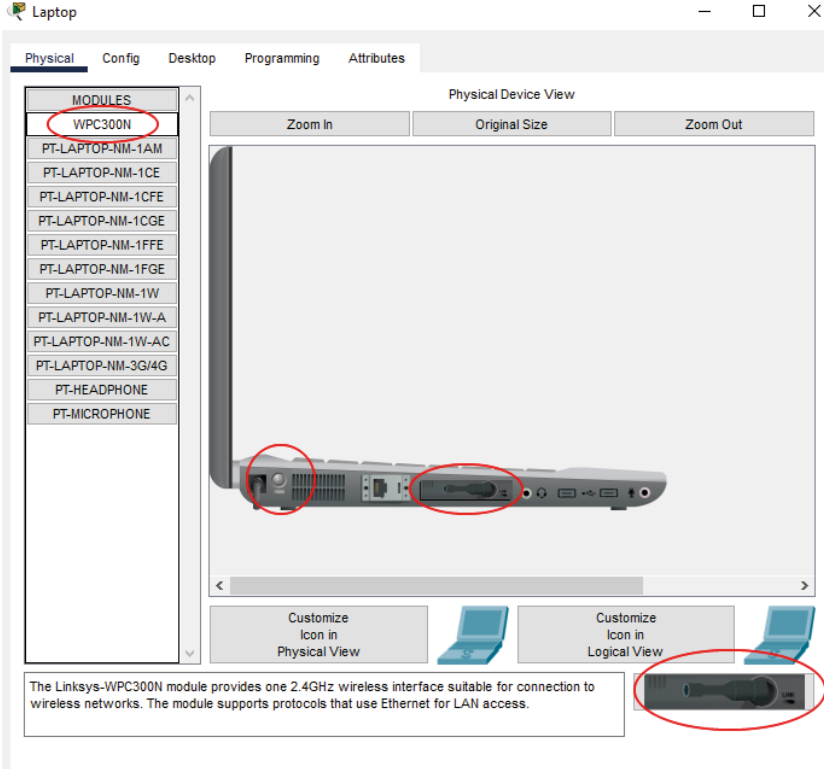 Laptop
Physical Config Desktop Programming Attributes
MODULES
WPC300N
PT-LAPTOP-NM-1AM
PT-LAPTOP-NM-1CE
PT-LAPTOP-NM-1CFE
PT-LAPTOP-NM-1CGE
PT-LAPTOP-NM-1FFE
PT-LAPTOP-NM-1FGE
PT-LAPTOP-NM-1W
PT-LAPTOP-NM-1W-A
PT-LAPTOP-NM-1W-AC
PT-LAPTOP-NM-3G/4G
PT-HEADPHONE
PT-MICROPHONE
Physical Device View
Zoom In Original Size Zoom Out
Customize
Icon in
Physical View
Customize
Icon in
Logical View
The Linksys-WPC300N module provides one 2.4GHz wireless interface suitable for connection to
wireless networks. The module supports protocols that use Ethernet for LAN access.
LINK